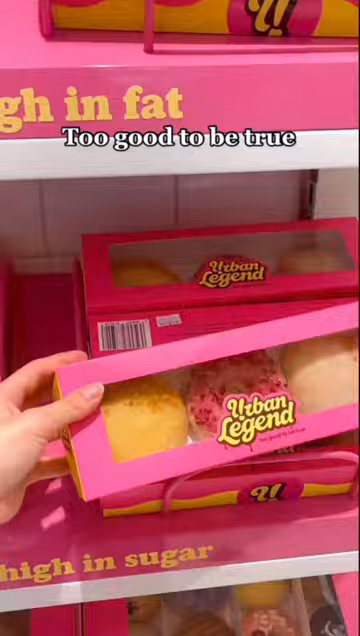 gh in fat
Too good to be true
Urban
Legend
Urban
Legend
high in sugar